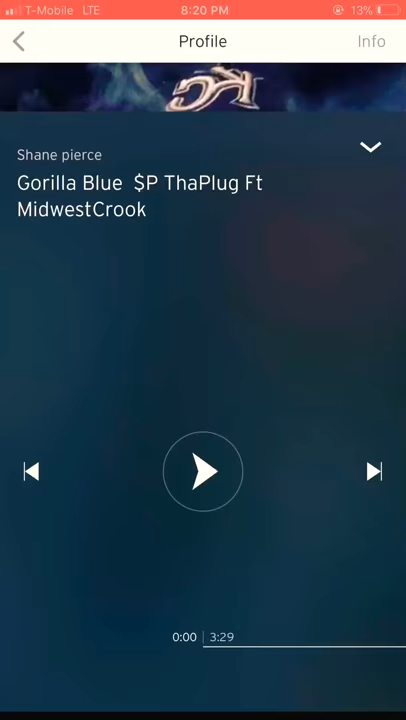 T-Mobile LTE 8:20 PM 13%
Profile Info
KC
Shane pierce
Gorilla Blue $P ThaPlug Ft
MidwestCrook
0:00 | 3:29